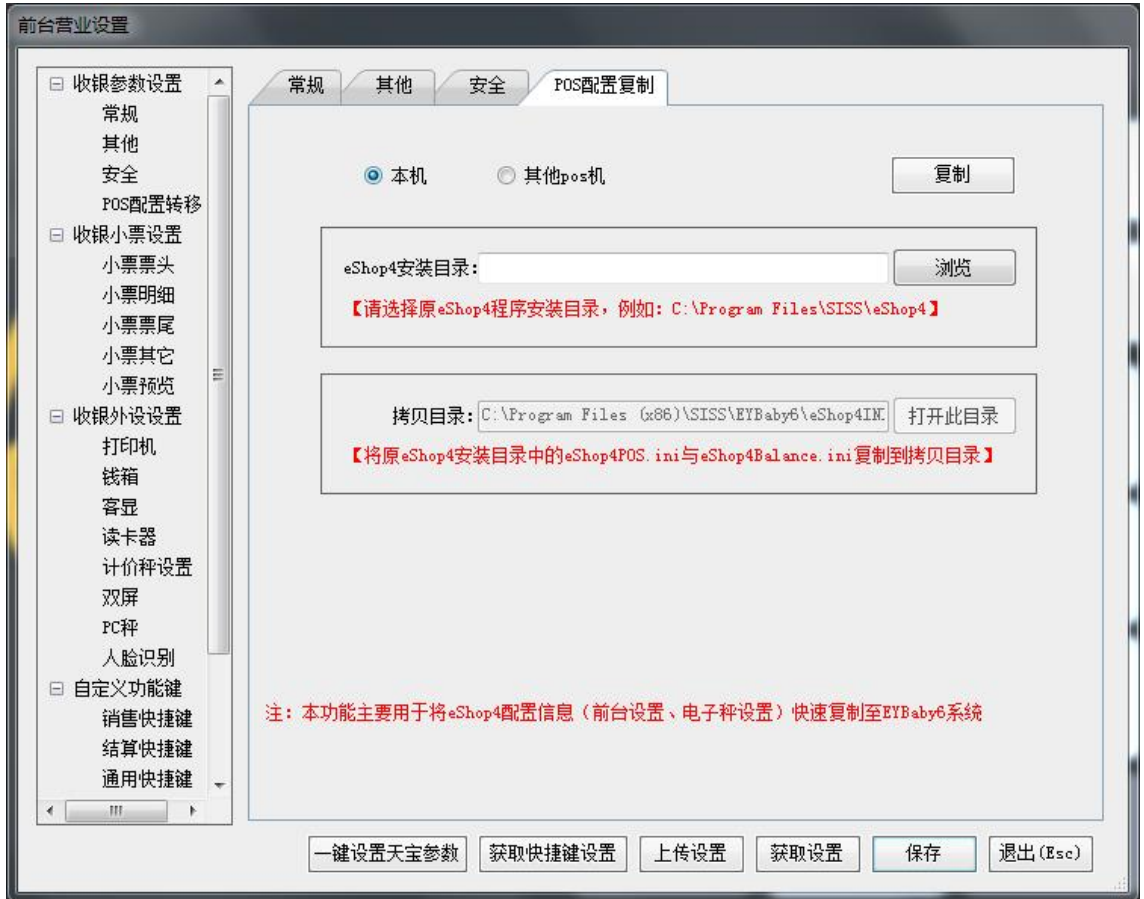 前台营业设置
收银参数设置
常规
其他
安全
POS配置转移
收银小票设置
小票票头
小票明细
小票票尾
小票其它
小票预览
收银外设设置
打印机
钱箱
客显
读卡器
计价秤设置
双屏
PC秤
人脸识别
自定义功能键
销售快捷键
结算快捷键
通用快捷键
常规 其他 安全 POS配置复制
本机 其他pos机 复制
eShop4安装目录: 浏览
【请选择原eShop4程序安装目录，例如: C:\Program Files\SISS\eShop4】
拷贝目录: C:\Program Files (x86)\SISS\EYBaby6\eShop4IN 打开此目录
【将原eShop4安装目录中的eShop4POS.ini与eShop4Balance.ini复制到拷贝目录】
注: 本功能主要用于将eShop4配置信息（前台设置、电子秤设置）快速复制至EYBaby6系统
一键设置天宝参数 获取快捷键设置 上传设置 获取设置 保存 退出(Esc)